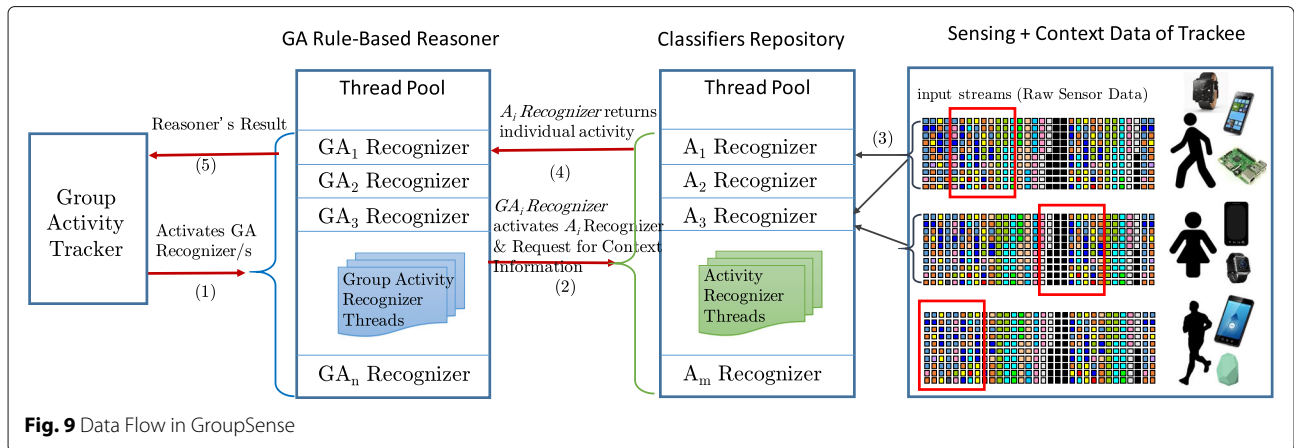 GA Rule-Based Reasoner
Classifiers Repository
Sensing + Context Data of Trackee
Group
Activity
Tracker
Reasoner's Result
(5)
Activates GA
Recognizer/s
(1)
Thread Pool
GA1 Recognizer
GA2 Recognizer
GA3 Recognizer
Group Activity
Recognizer
Threads
GAn Recognizer
Ai Recognizer returns
individual activity
(4)
GAi Recognizer
activates Ai Recognizer
& Request for Context
Information
(2)
Thread Pool
A1 Recognizer
A2 Recognizer
A3 Recognizer
Activity
Recognizer
Threads
Am Recognizer
(3)
input streams (Raw Sensor Data)
Fig. 9 Data Flow in GroupSense